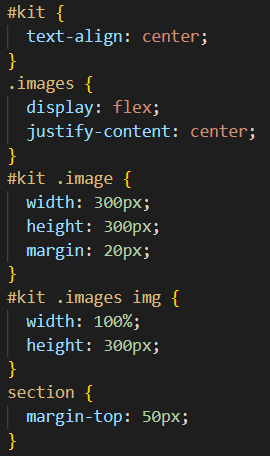 #kit {
text-align: center;
}
.images {
display: flex;
justify-content: center;
}
#kit .image {
width: 300px;
height: 300px;
margin: 20px;
}
#kit .images img {
width: 100%;
height: 300px;
}
section {
margin-top: 50px;
}